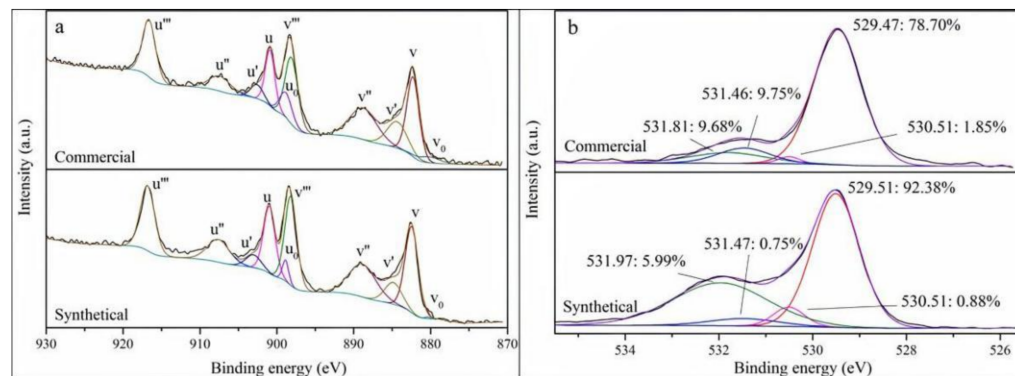 a
u'''
u''
u'
u
u0
v'''
v''
v'
v
v0
Commercial
u'''
u''
u'
u
u0
v'''
v''
v'
v
v0
Synthetical
Intensity (a.u.)
930 920 910 900 890 880 870
Binding energy (eV)
b
529.47: 78.70%
531.46: 9.75%
531.81: 9.68%
530.51: 1.85%
Commercial
529.51: 92.38%
531.47: 0.75%
531.97: 5.99%
530.51: 0.88%
Synthetical
Intensity (a.u.)
534 532 530 528 526
Binding energy (eV)